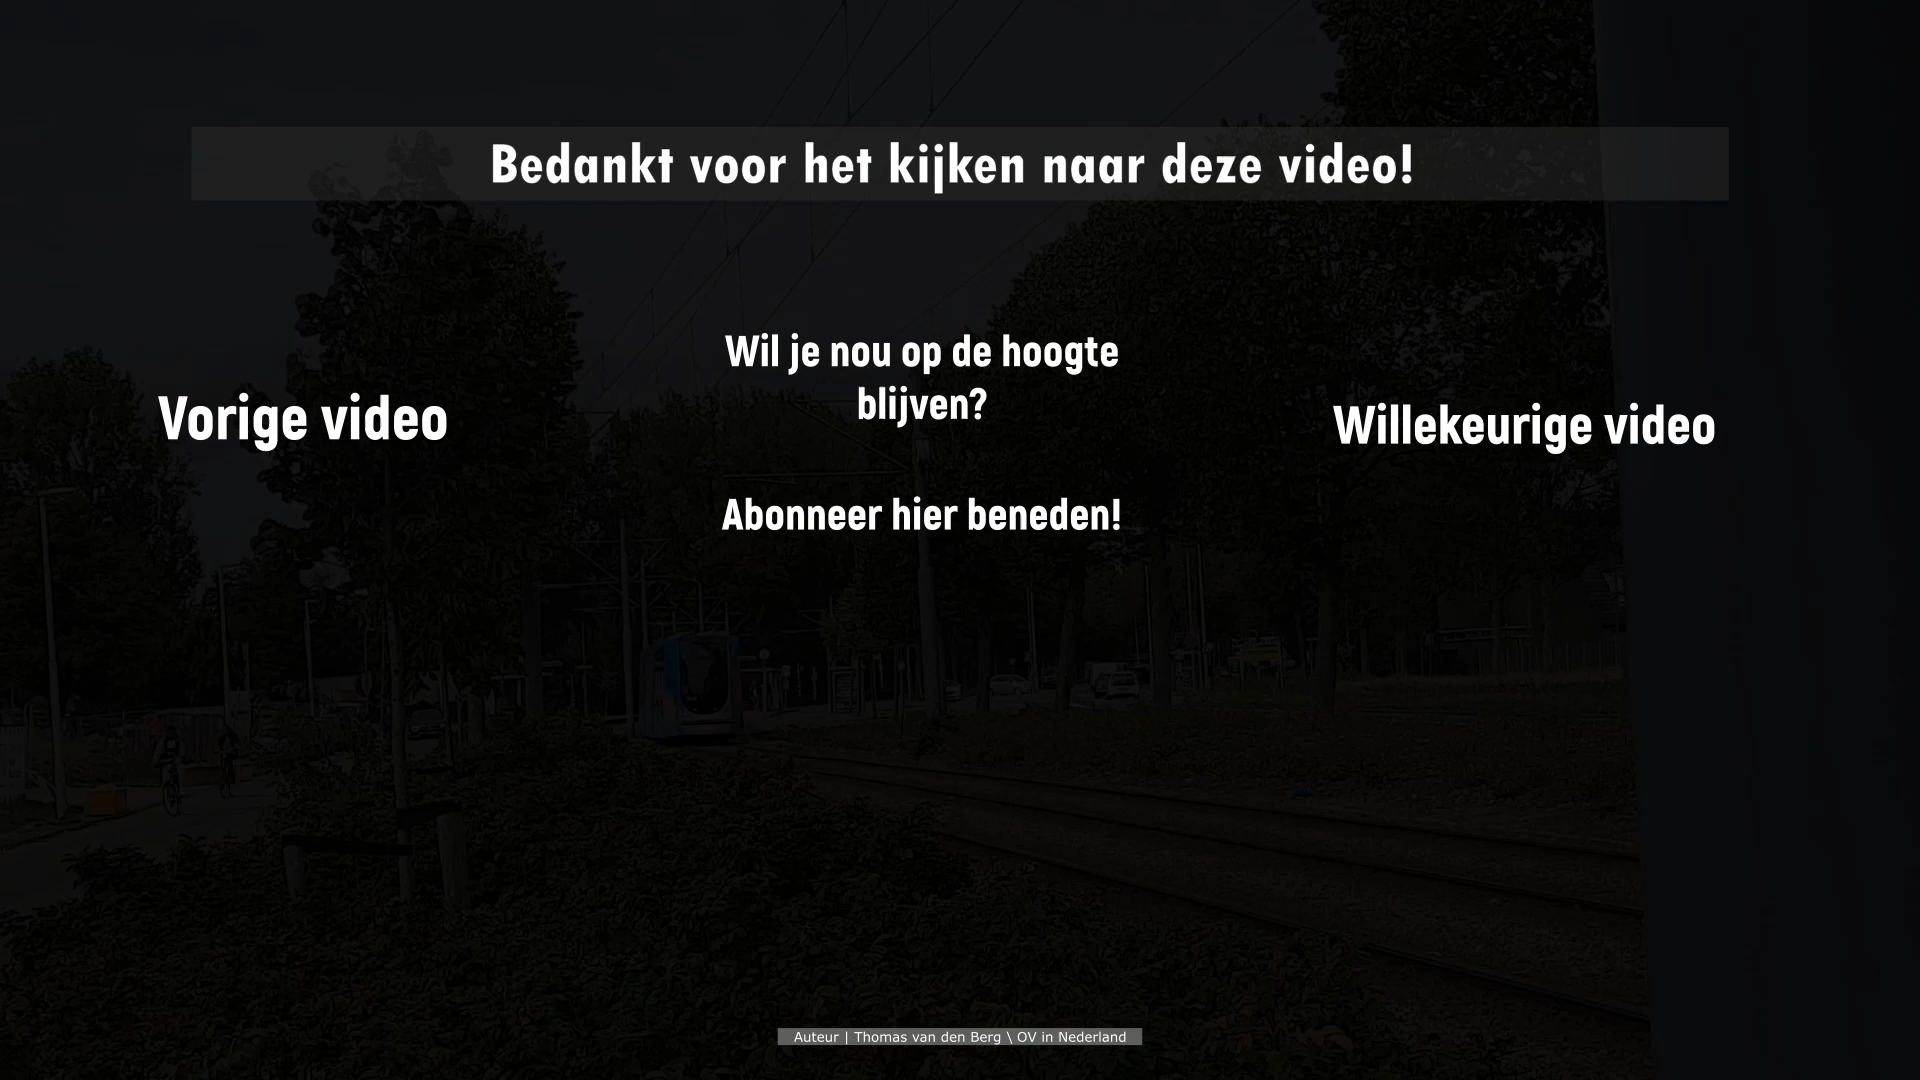 Bedankt voor het kijken naar deze video!
Wil je nou op de hoogte
blijven?
Vorige video
Willekeurige video
Abonneer hier beneden!
Auteur | Thomas van den Berg \ OV in Nederland